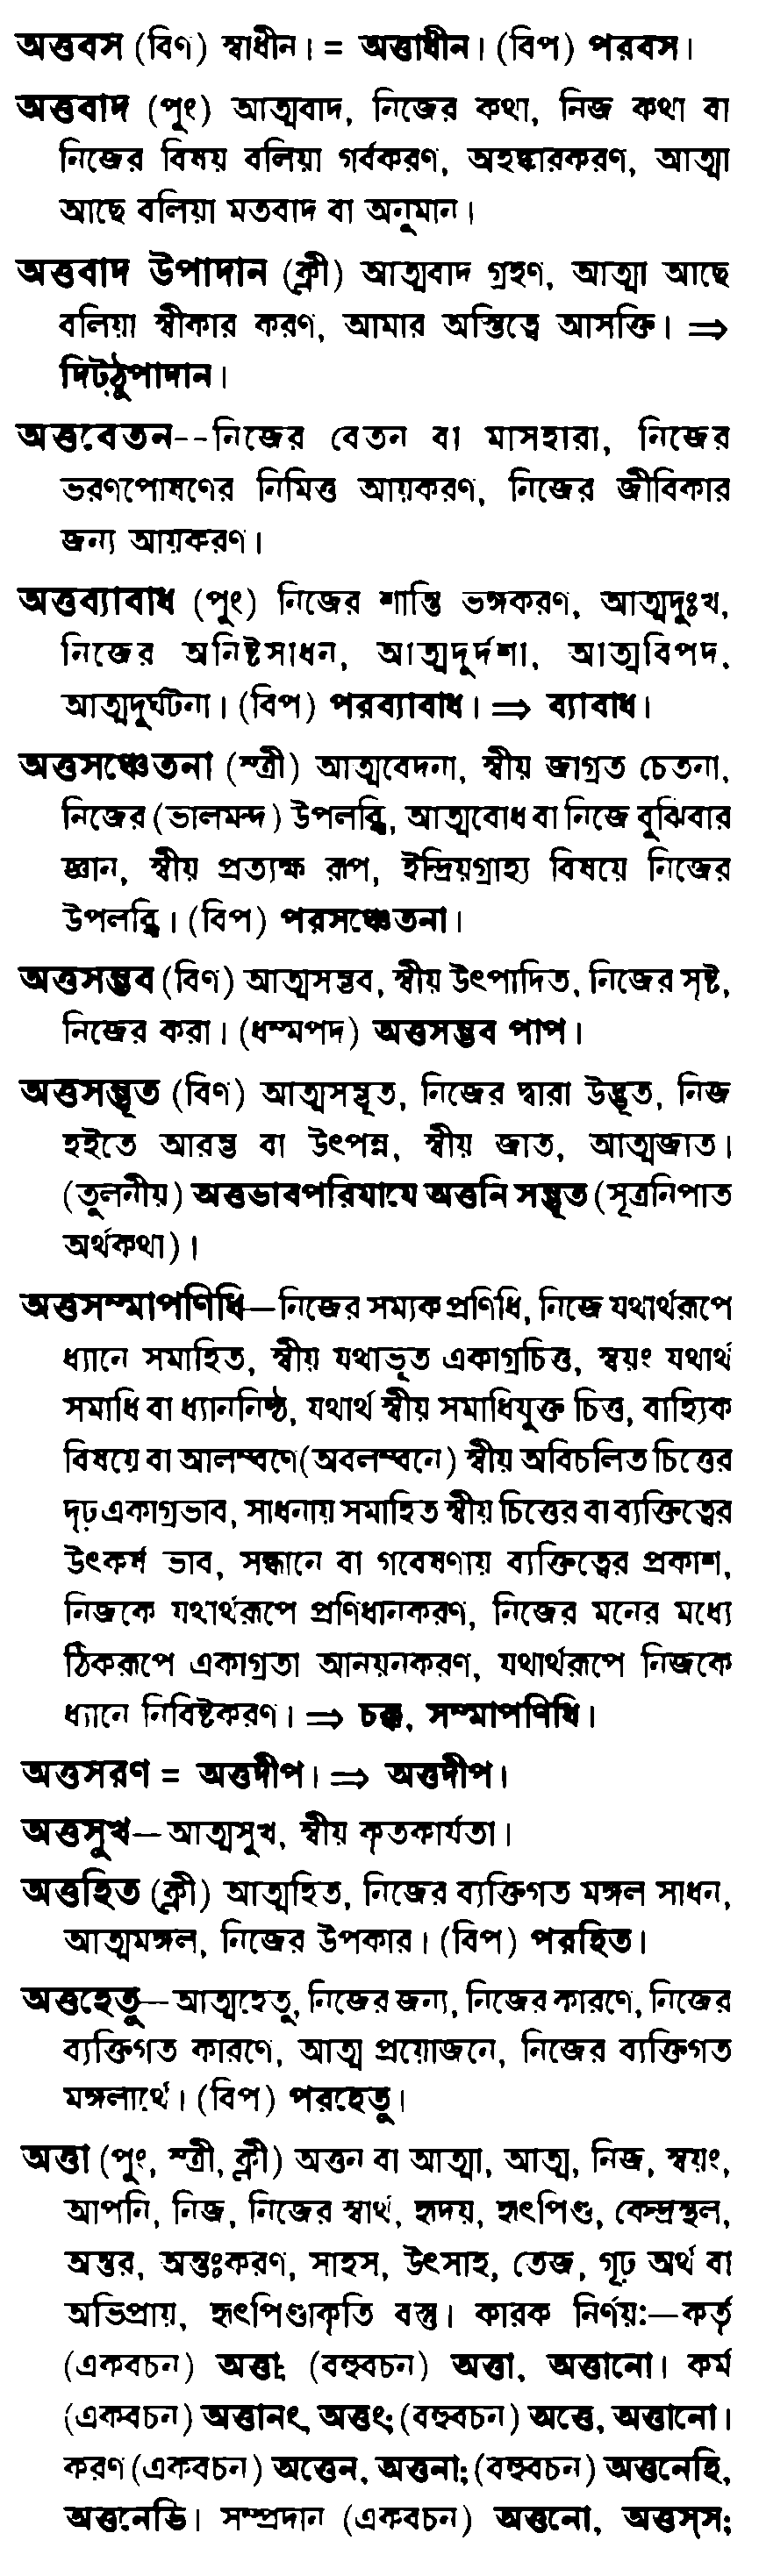 অত্তবস (বিণ) স্বাধীন। = অত্তাধীন। (বিপ) পরবস।
অত্তবাদ (পুং) আত্মবাদ, নিজের কথা, নিজ কথা বা
নিজের বিষয় বলিয়া গর্বকরণ, অহঙ্কারকরণ, আত্মা
আছে বলিয়া মতবাদ বা অনুমান।
অত্তবাদ উপাদান (ক্লী) আত্মবাদ গ্রহণ, আত্মা আছে
বলিয়া স্বীকার করণ, আমার অস্তিত্বে আসক্তি। ⇒
দিট্ঠুপাদান।
অত্তবেতন--নিজের বেতন বা মাসহারা, নিজের
ভরণপোষণের নিমিত্ত আয়করণ, নিজের জীবিকার
জন্য আয়করণ।
অত্তব্যাবাধ (পুং) নিজের শান্তি ভঙ্গকরণ, আত্মদুঃখ,
নিজের অনিষ্টসাধন, আত্মদুর্দশা, আত্মবিপদ,
আত্মদুর্ঘটনা। (বিপ) পরব্যাবাধ। ⇒ ব্যাবাধ।
অত্তসঞ্চেতনা (স্ত্রী) আত্মবেদনা, স্বীয় জাগ্রত চেতনা,
নিজের (ভালমন্দ) উপলব্ধি, আত্মবোধ বা নিজে বুঝিবার
জ্ঞান, স্বীয় প্রত্যক্ষ রূপ, ইন্দ্রিয়গ্রাহ্য বিষয়ে নিজের
উপলব্ধি। (বিপ) পরসঞ্চেতনা।
অত্তসম্ভব (বিণ) আত্মসম্ভব, স্বীয় উৎপাদিত, নিজের সৃষ্ট,
নিজের করা। (ধম্মপদ) অত্তসম্ভব পাপ।
অত্তসম্ভূত (বিণ) আত্মসম্ভূত, নিজের দ্বারা উদ্ভূত, নিজ
হইতে আরম্ভ বা উৎপন্ন, স্বীয় জাত, আত্মজাত।
(তুলনীয়) অত্তভাবপরিযাযে অত্তনি সম্ভূত (সূত্রনিপাত
অর্থকথা)।
অত্তসম্মাপণিধি—নিজের সম্যক প্রণিধি, নিজে যথার্থরূপে
ধ্যানে সমাহিত, স্বীয় যথাভূত একাগ্রচিত্ত, স্বয়ং যথার্থ
সমাধি বা ধ্যাননিষ্ঠ, যথার্থ স্বীয় সমাধিযুক্ত চিত্ত, বাহ্যিক
বিষয়ে বা আলম্বণে (অবলম্বনে) স্বীয় অবিচলিত চিত্তের
দৃঢ় একাগ্রভাব, সাধনায় সমাহিত স্বীয় চিত্তের বা ব্যক্তিত্বের
উৎকর্ষ ভাব, সন্ধানে বা গবেষণায় ব্যক্তিত্বের প্রকাশ,
নিজকে যথার্থরূপে প্রণিধানকরণ, নিজের মনের মধ্যে
ঠিকরূপে একাগ্রতা আনয়নকরণ, যথার্থরূপে নিজকে
ধ্যানে নিবিষ্টকরণ। ⇒ চক্ক, সম্মাপণিধি।
অত্তসরণ = অত্তদীপ। ⇒ অত্তদীপ।
অত্তসুখ—আত্মসুখ, স্বীয় কৃতকার্যতা।
অত্তহিত (ক্লী) আত্মহিত, নিজের ব্যক্তিগত মঙ্গল সাধন,
আত্মমঙ্গল, নিজের উপকার। (বিপ) পরহিত।
অত্তহেতু—আত্মহেতু, নিজের জন্য, নিজের কারণে, নিজের
ব্যক্তিগত কারণে, আত্ম প্রয়োজনে, নিজের ব্যক্তিগত
মঙ্গলার্থে। (বিপ) পরহেতু।
অত্তা (পুং, স্ত্রী, ক্লী) অত্তন বা আত্মা, আত্ম, নিজ, স্বয়ং,
আপনি, নিজ, নিজের স্বার্থ, হৃদয়, হৃৎপিণ্ড, কেন্দ্রস্থল,
অন্তর, অন্তঃকরণ, সাহস, উৎসাহ, তেজ, গূঢ় অর্থ বা
অভিপ্রায়, হৃৎপিণ্ডাকৃতি বস্তু। কারক নির্ণয়:—কর্তৃ
(একবচন) অত্তা; (বহুবচন) অত্তা, অত্তানো। কর্ম
(একবচন) অত্তানং, অত্তং; (বহুবচন) অত্তে, অত্তানো।
করণ (একবচন) অত্তেন, অত্তনা; (বহুবচন) অত্তনেহি,
অত্তনেভি। সম্প্রদান (একবচন) অত্তনো, অত্তস্স;